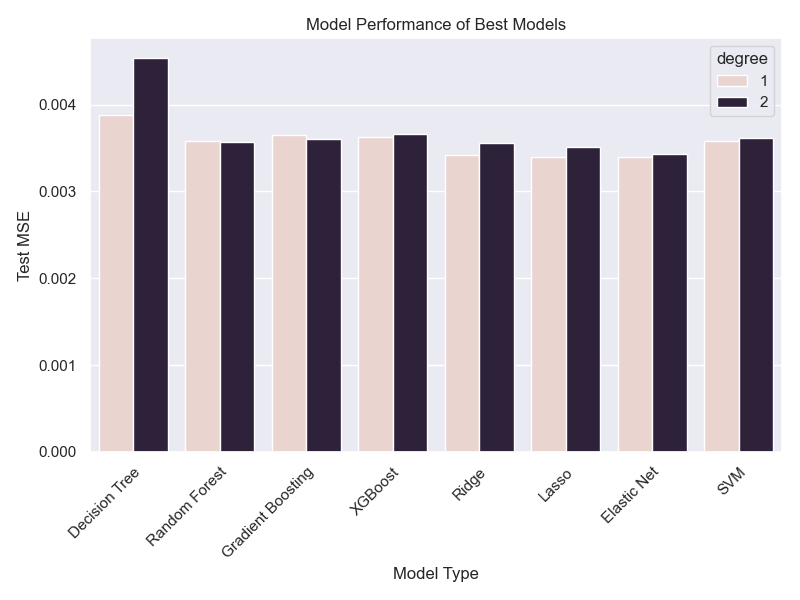 Model Performance of Best Models
degree
1
2
0.004
0.003
0.002
0.001
0.000
Test MSE
Decision Tree
Random Forest
Gradient Boosting
XGBoost
Ridge
Lasso
Elastic Net
SVM
Model Type